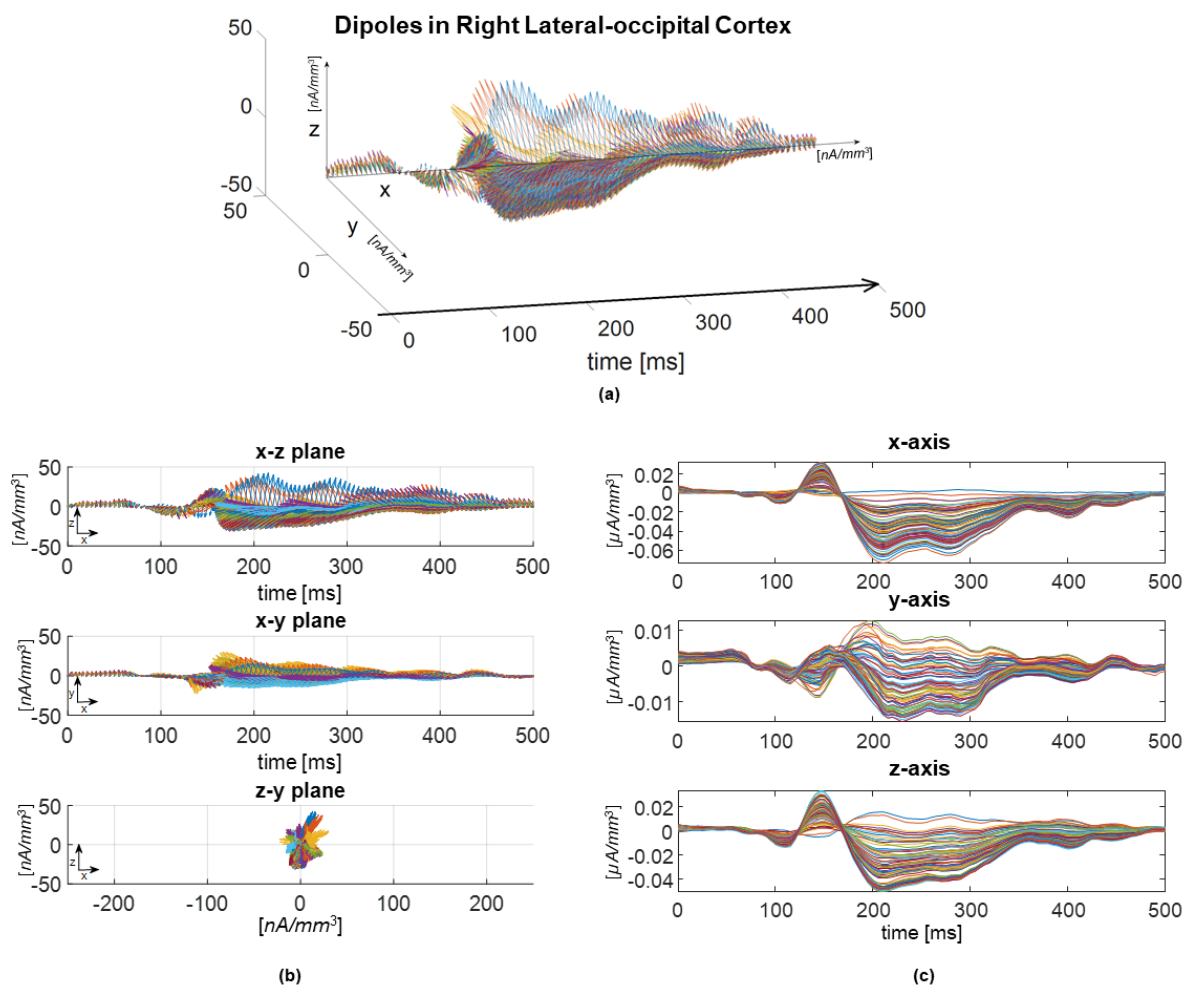 Dipoles in Right Lateral-occipital Cortex
50
0
-50
50
0
-50
[nA/mm³]
z
x
y
[nA/mm³]
[nA/mm³]
0
100
200
300
400
500
time [ms]
(a)
x-z plane
[nA/mm³]
50
0
-50
z
x
0 100 200 300 400 500
time [ms]
x-y plane
[nA/mm³]
50
0
-50
y
x
0 100 200 300 400 500
time [ms]
z-y plane
[nA/mm³]
50
0
-50
z
x
-200 -100 0 100 200
[nA/mm³]
(b)
x-axis
[µA/mm³]
0.02
0
-0.02
-0.04
-0.06
0 100 200 300 400 500
y-axis
[µA/mm³]
0.01
0
-0.01
0 100 200 300 400 500
z-axis
[µA/mm³]
0.02
0
-0.02
-0.04
0 100 200 300 400 500
time [ms]
(c)